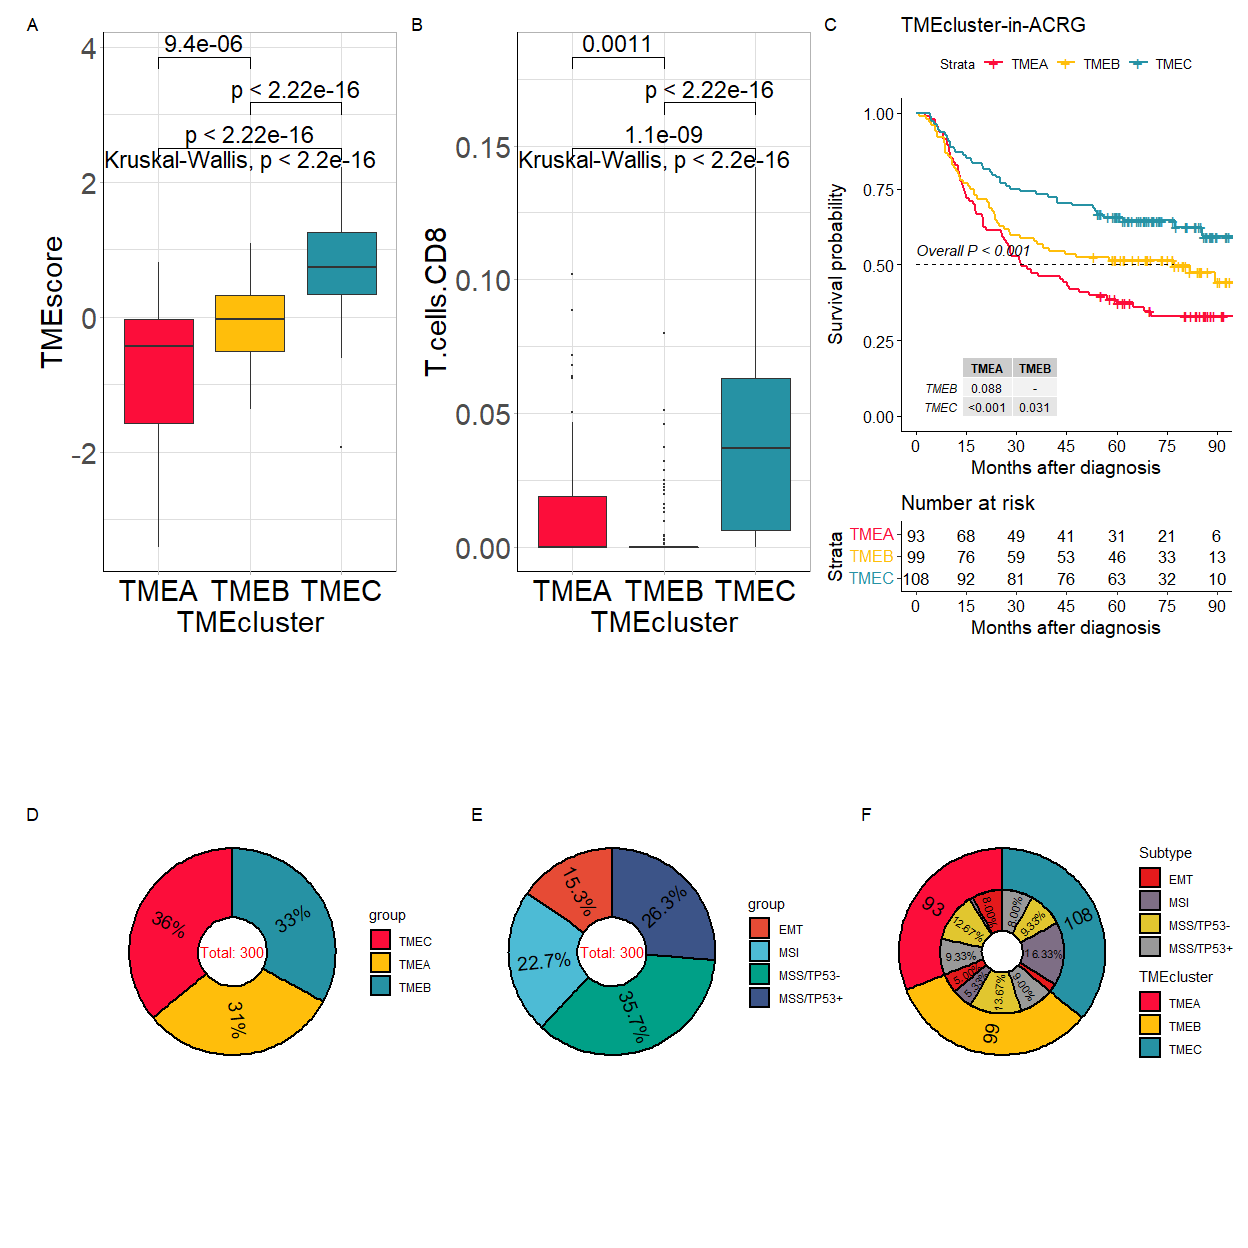 A
9.4e-06
p < 2.22e-16
p < 2.22e-16
Kruskal-Wallis, p < 2.2e-16
4
2
0
-2
TMEscore
TMEA TMEB TMEC
TMEcluster
B
0.0011
p < 2.22e-16
1.1e-09
Kruskal-Wallis, p < 2.2e-16
0.15
0.10
0.05
0.00
T.cells.CD8
TMEA TMEB TMEC
TMEcluster
C
TMEcluster-in-ACRG
Strata TMEA TMEB TMEC
1.00
0.75
0.50
0.25
0.00
Survival probability
Overall P < 0.001
TMEA TMEB
TMEB 0.088 -
TMEC <0.001 0.031
0 15 30 45 60 75 90
Months after diagnosis
Number at risk
Strata
TMEA 93 68 49 41 31 21 6
TMEB 99 76 59 53 46 33 13
TMEC 108 92 81 76 63 32 10
0 15 30 45 60 75 90
Months after diagnosis
D
36%
33%
31%
Total: 300
group
TMEC
TMEA
TMEB
E
15.3%
26.3%
22.7%
35.7%
Total: 300
group
EMT
MSI
MSS/TP53-
MSS/TP53+
F
93
108
99
8.00%
8.00%
9.33%
16.33%
9.00%
13.67%
5.33%
5.00%
9.33%
12.67%
Subtype
EMT
MSI
MSS/TP53-
MSS/TP53+
TMEcluster
TMEA
TMEB
TMEC